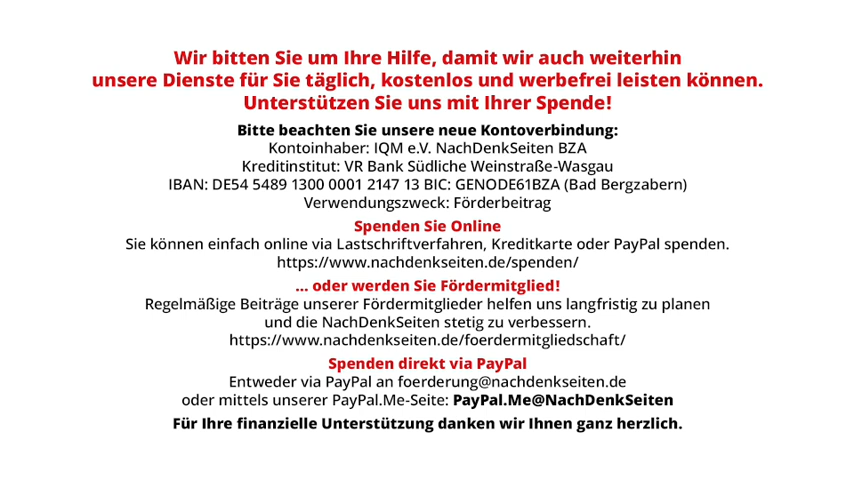 Wir bitten Sie um Ihre Hilfe, damit wir auch weiterhin
unsere Dienste für Sie täglich, kostenlos und werbefrei leisten können.
Unterstützen Sie uns mit Ihrer Spende!
Bitte beachten Sie unsere neue Kontoverbindung:
Kontoinhaber: IQM e.V. NachDenkSeiten BZA
Kreditinstitut: VR Bank Südliche Weinstraße-Wasgau
IBAN: DE54 5489 1300 0001 2147 13 BIC: GENODE61BZA (Bad Bergzabern)
Verwendungszweck: Förderbeitrag
Spenden Sie Online
Sie können einfach online via Lastschriftverfahren, Kreditkarte oder PayPal spenden.
https://www.nachdenkseiten.de/spenden/
... oder werden Sie Fördermitglied!
Regelmäßige Beiträge unserer Fördermitglieder helfen uns langfristig zu planen
und die NachDenkSeiten stetig zu verbessern.
https://www.nachdenkseiten.de/foerdermitgliedschaft/
Spenden direkt via PayPal
Entweder via PayPal an foerderung@nachdenkseiten.de
oder mittels unserer PayPal.Me-Seite: PayPal.Me@NachDenkSeiten
Für Ihre finanzielle Unterstützung danken wir Ihnen ganz herzlich.